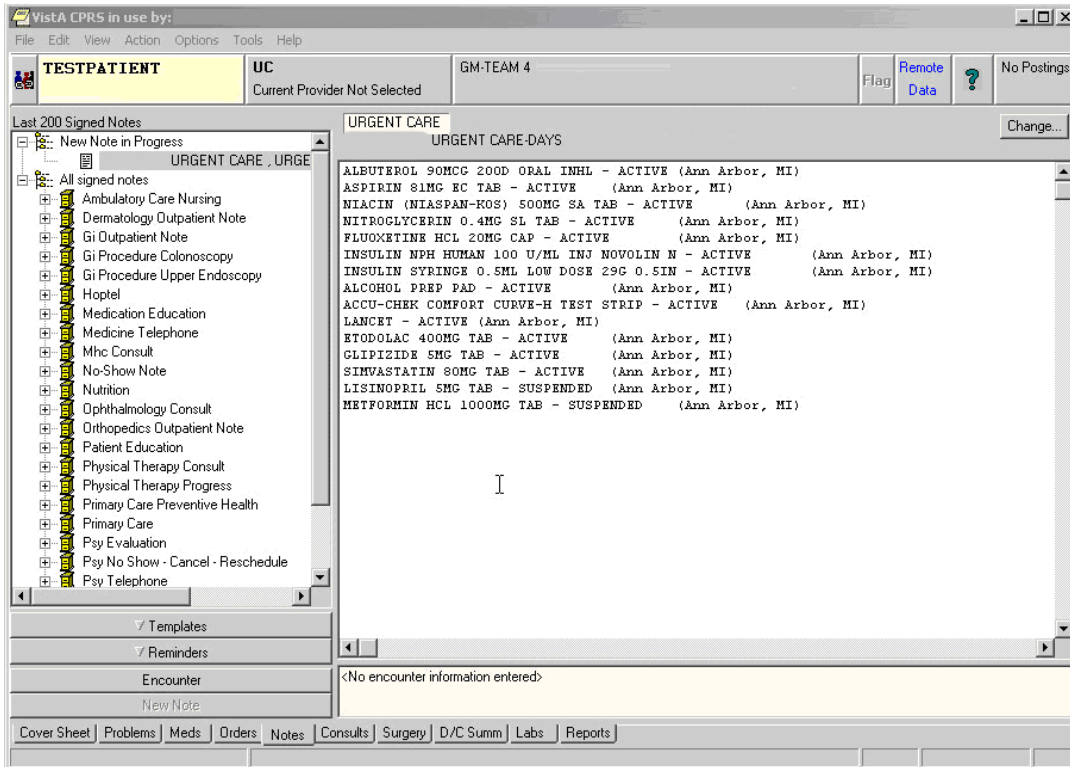 VistA CPRS in use by:
File Edit View Action Options Tools Help
TESTPATIENT
UC
Current Provider Not Selected
GM-TEAM 4
Flag
Remote
Data
?
No Postings
Last 200 Signed Notes
New Note in Progress
URGENT CARE , URGE
All signed notes
Ambulatory Care Nursing
Dermatology Outpatient Note
Gi Outpatient Note
Gi Procedure Colonoscopy
Gi Procedure Upper Endoscopy
Hoptel
Medication Education
Medicine Telephone
Mhc Consult
No-Show Note
Nutrition
Ophthalmology Consult
Orthopedics Outpatient Note
Patient Education
Physical Therapy Consult
Physical Therapy Progress
Primary Care Preventive Health
Primary Care
Psy Evaluation
Psy No Show - Cancel - Reschedule
Psy Telephone
Templates
Reminders
Encounter
New Note
URGENT CARE
URGENT CARE-DAYS
Change...
ALBUTEROL 90MCG 200D ORAL INHL - ACTIVE (Ann Arbor, MI)
ASPIRIN 81MG EC TAB - ACTIVE (Ann Arbor, MI)
NIACIN (NIASPAN-KOS) 500MG SA TAB - ACTIVE (Ann Arbor, MI)
NITROGLYCERIN 0.4MG SL TAB - ACTIVE (Ann Arbor, MI)
FLUOXETINE HCL 20MG CAP - ACTIVE (Ann Arbor, MI)
INSULIN NPH HUMAN 100 U/ML INJ NOVOLIN N - ACTIVE (Ann Arbor, MI)
INSULIN SYRINGE 0.5ML LOW DOSE 29G 0.5IN - ACTIVE (Ann Arbor, MI)
ALCOHOL PREP PAD - ACTIVE (Ann Arbor, MI)
ACCU-CHEK COMFORT CURVE-H TEST STRIP - ACTIVE (Ann Arbor, MI)
LANCET - ACTIVE (Ann Arbor, MI)
ETODOLAC 400MG TAB - ACTIVE (Ann Arbor, MI)
GLIPIZIDE 5MG TAB - ACTIVE (Ann Arbor, MI)
SIMVASTATIN 80MG TAB - ACTIVE (Ann Arbor, MI)
LISINOPRIL 5MG TAB - SUSPENDED (Ann Arbor, MI)
METFORMIN HCL 1000MG TAB - SUSPENDED (Ann Arbor, MI)
<No encounter information entered>
Cover Sheet Problems Meds Orders Notes Consults Surgery D/C Summ Labs Reports